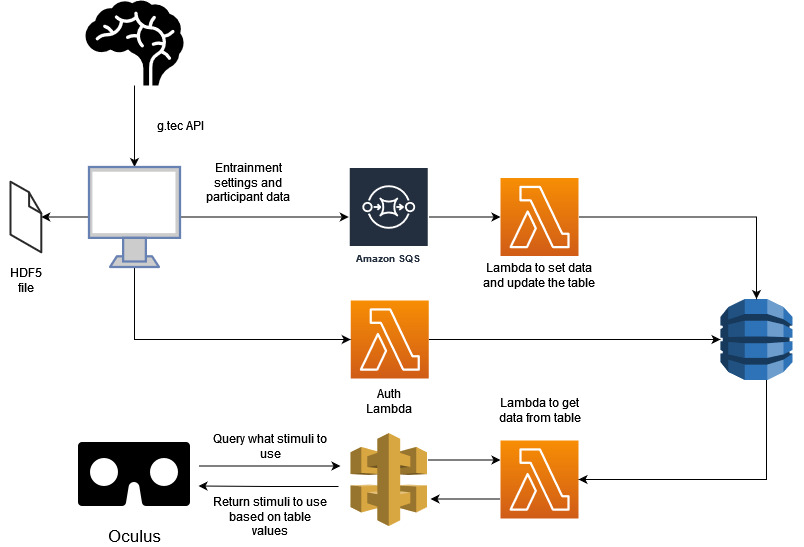 g.tec API
Entrainment
settings and
participant data
HDF5
file
Amazon SQS
Lambda to set data
and update the table
Auth
Lambda
Lambda to get
data from table
Query what stimuli to
use
Return stimuli to use
based on table
values
Oculus